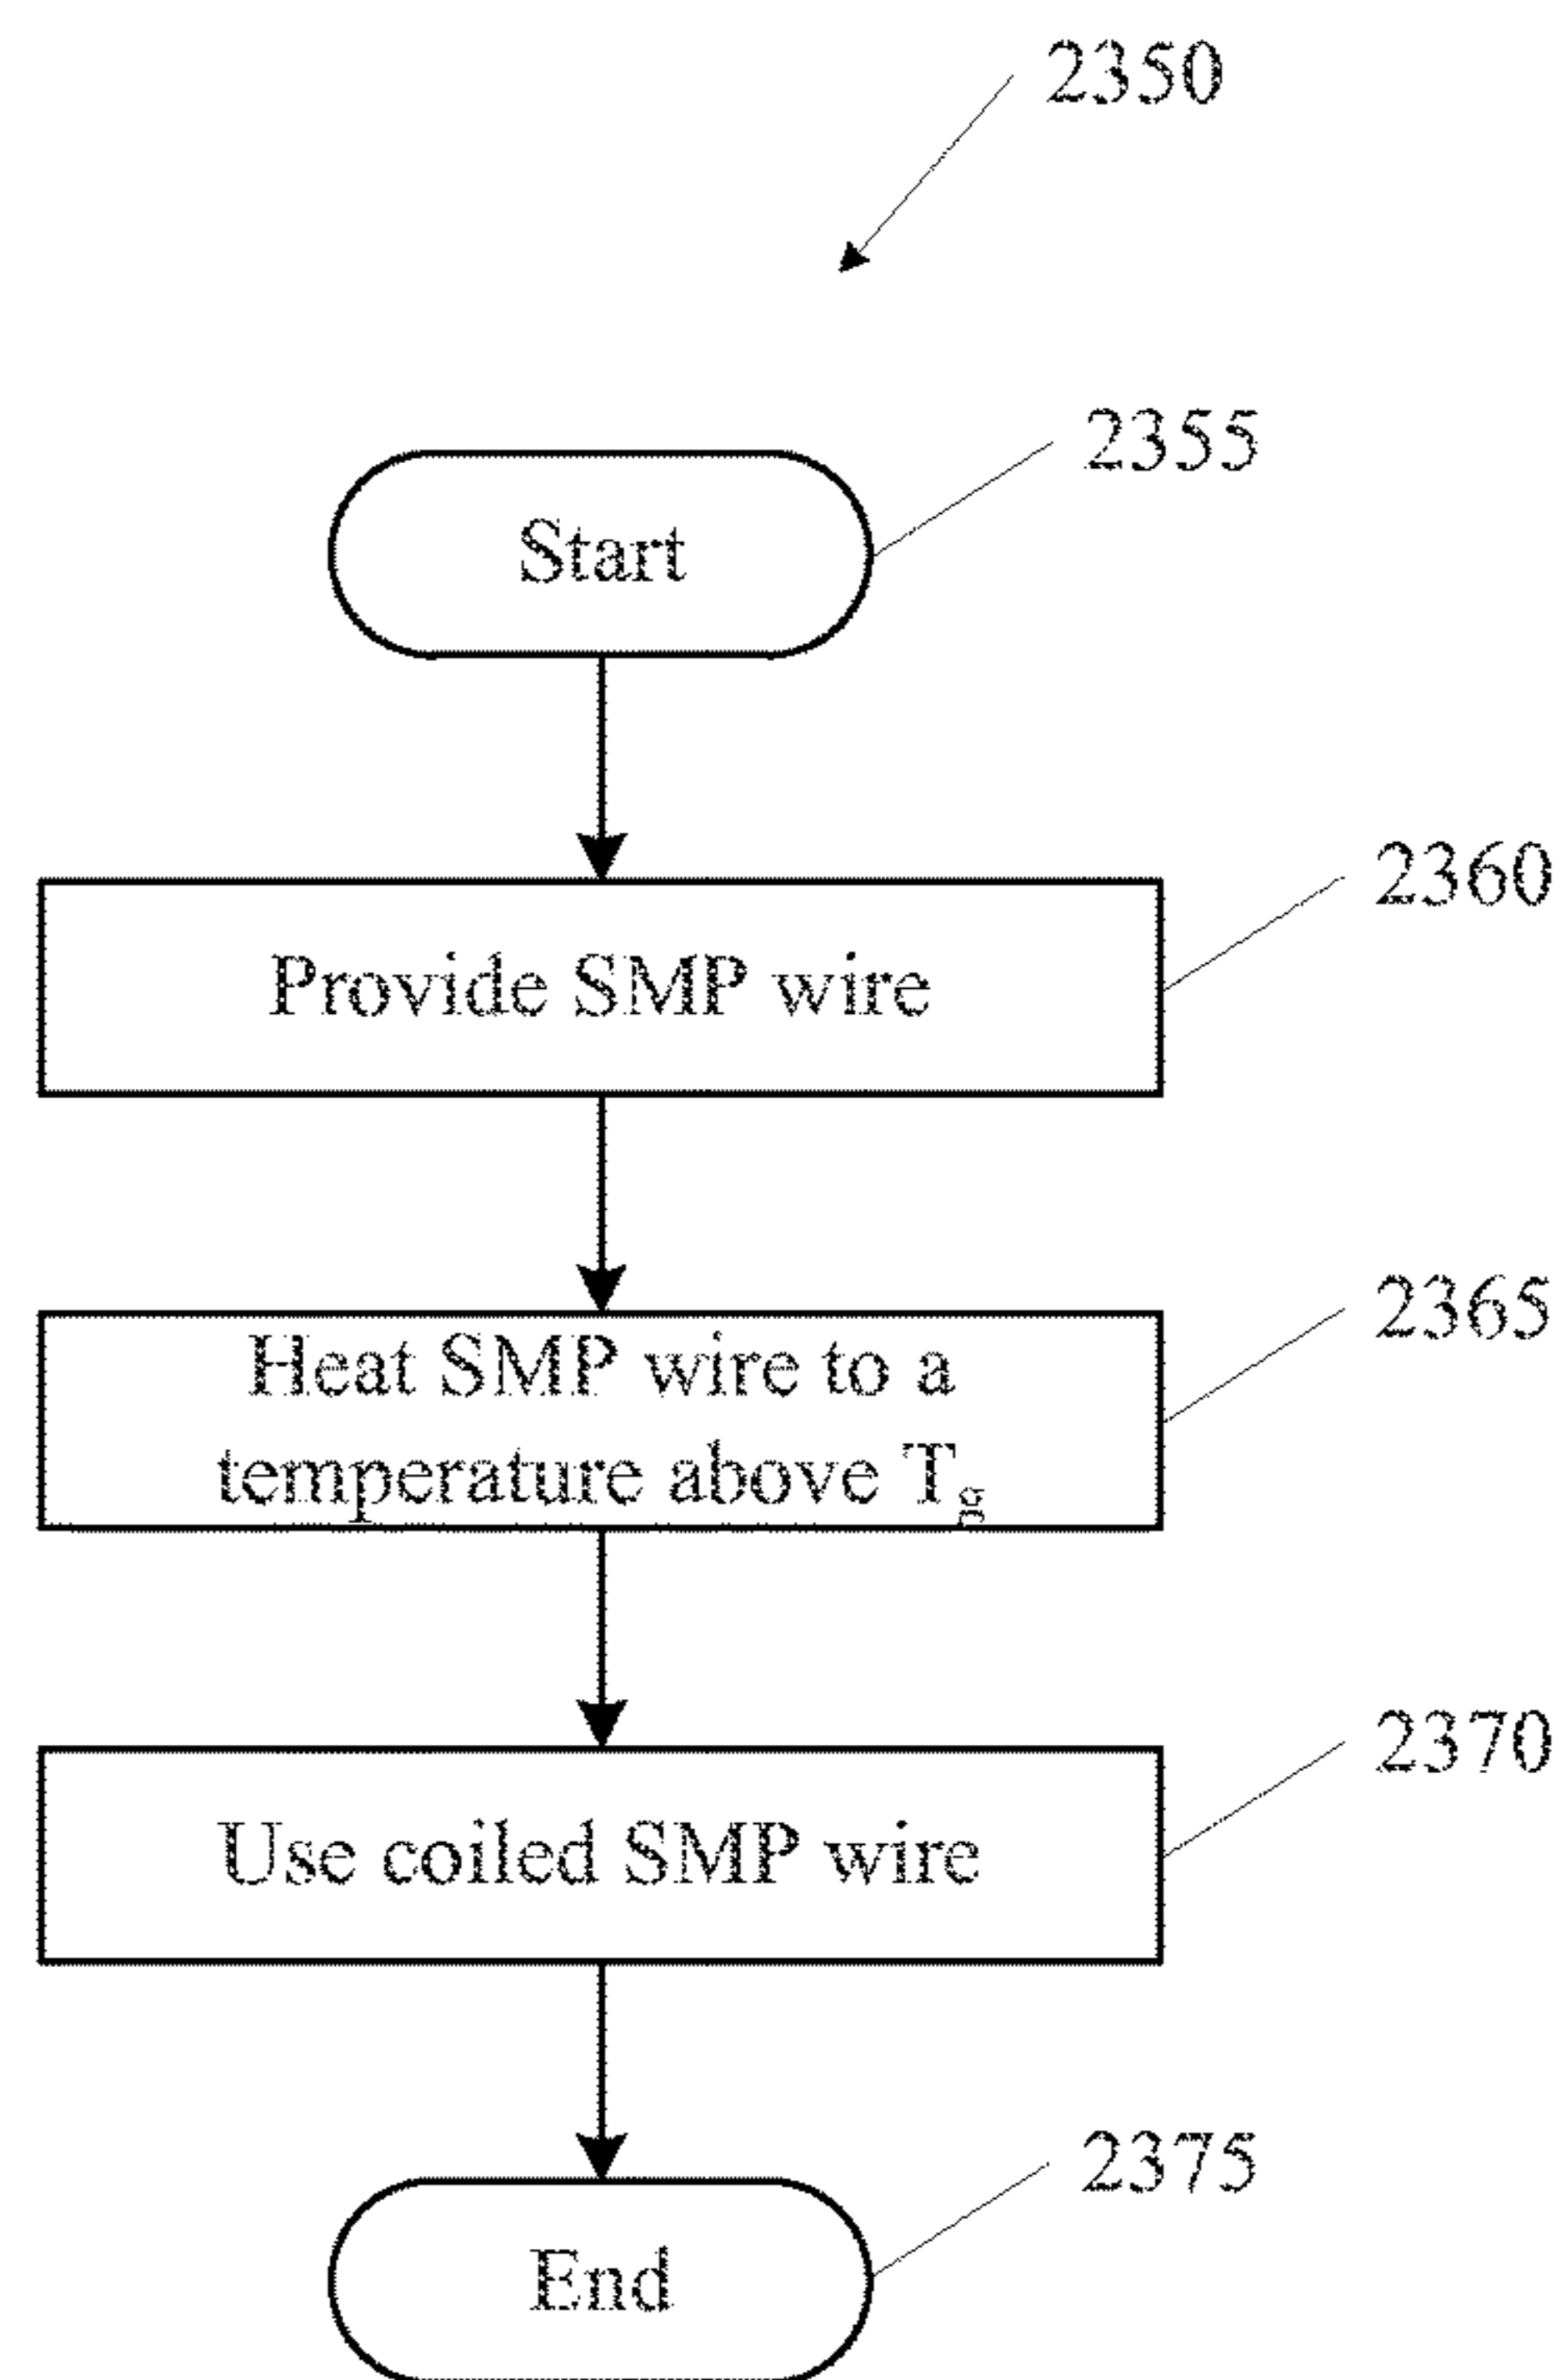 2350
2355
Start
2360
Provide SMP wire
2365
Heat SMP wire to a
temperature above Tg
2370
Use coiled SMP wire
2375
End